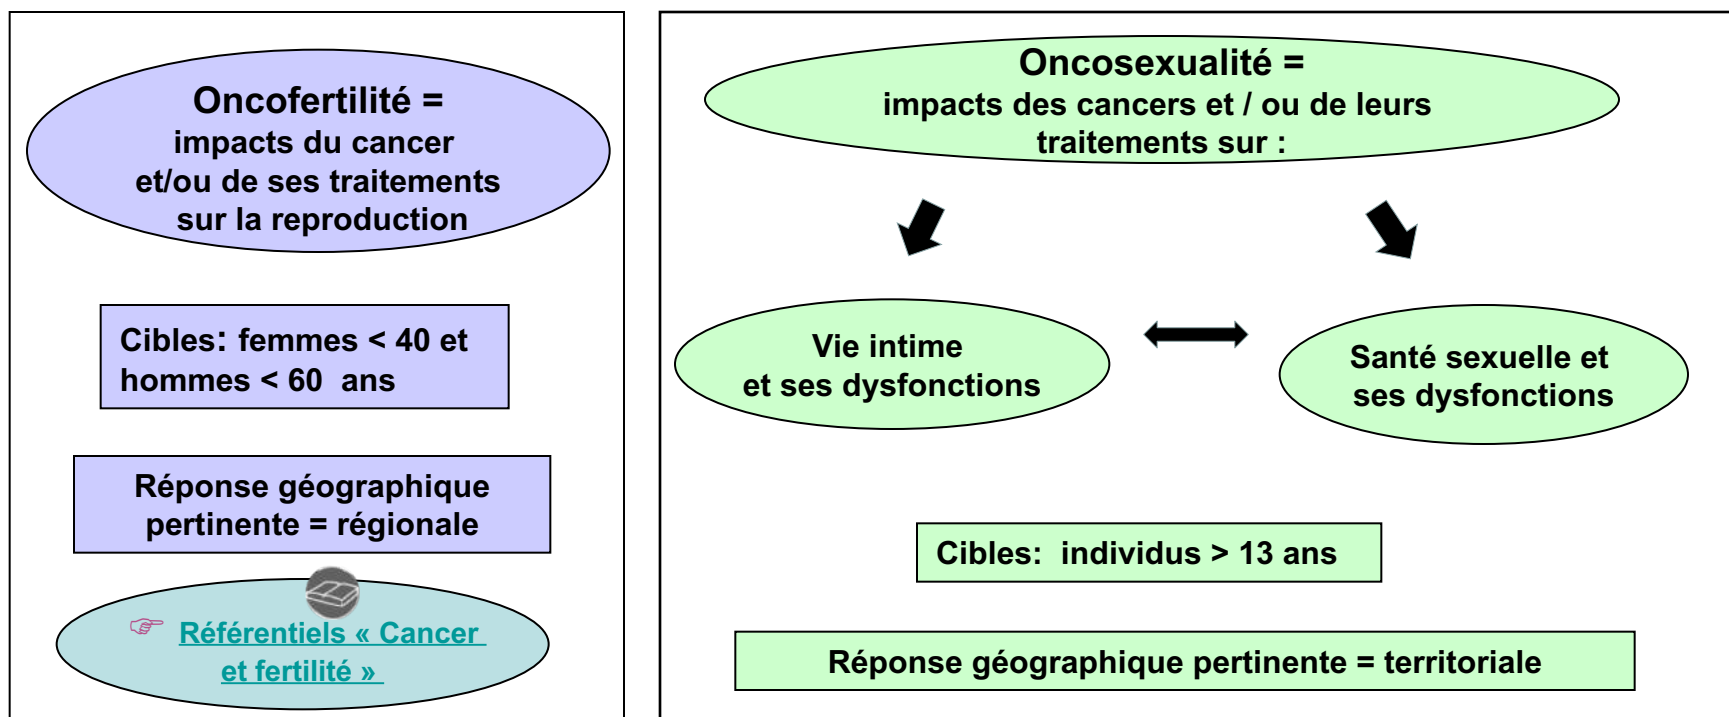 Oncofertilité =
impacts du cancer
et/ou de ses traitements
sur la reproduction
Cibles: femmes < 40 et
hommes < 60 ans
Réponse géographique
pertinente = régionale
☞ Référentiels « Cancer
et fertilité »
Oncosexualité =
impacts des cancers et / ou de leurs
traitements sur :
Vie intime
et ses dysfonctions
Santé sexuelle et
ses dysfonctions
Cibles: individus > 13 ans
Réponse géographique pertinente = territoriale